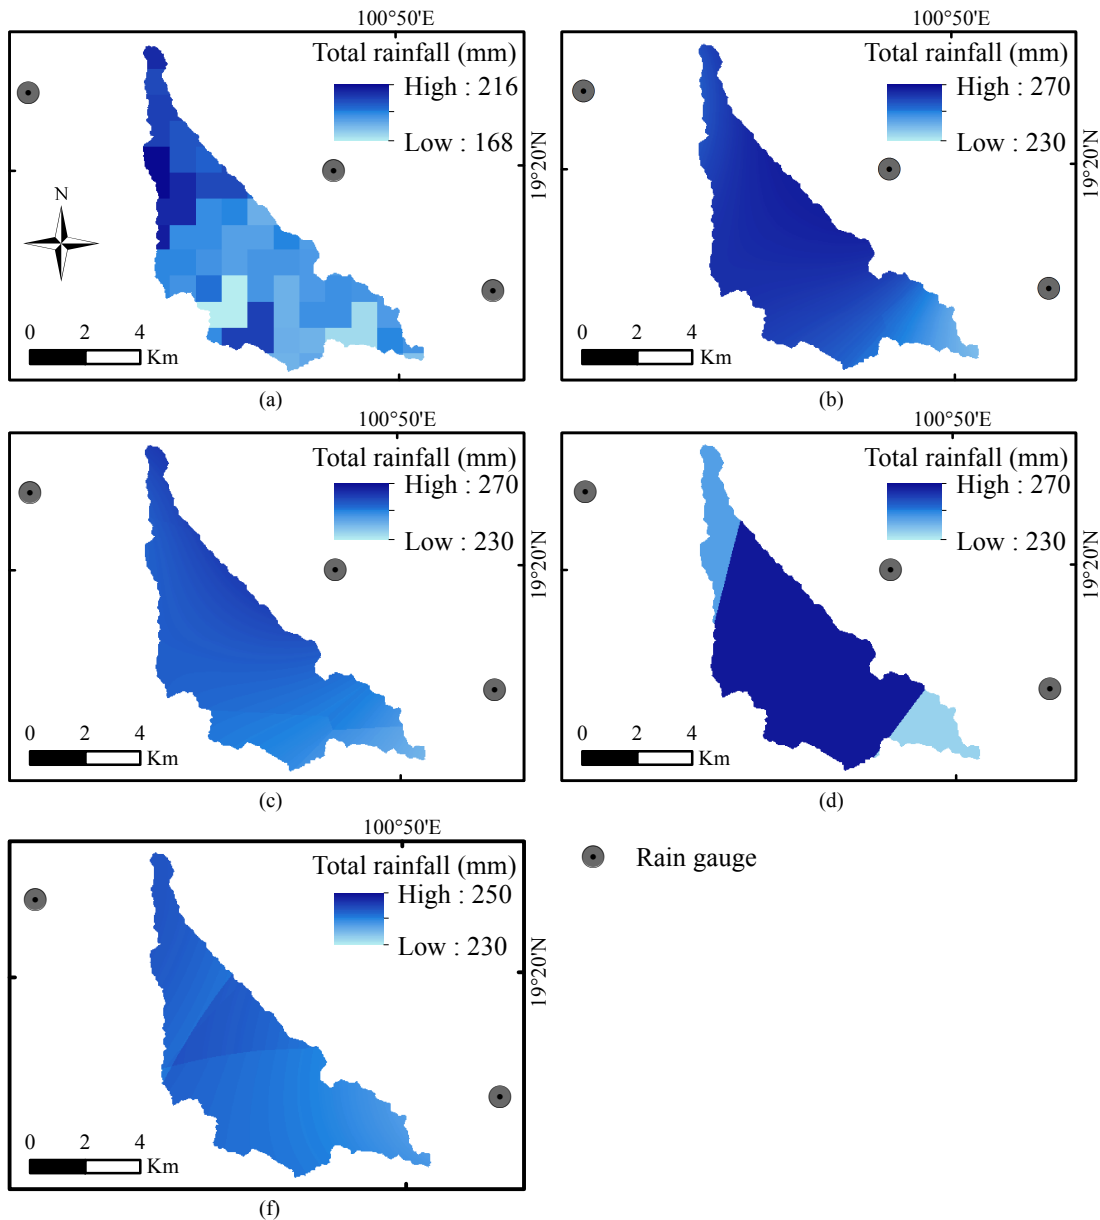 100°50'E
Total rainfall (mm)
High : 216
Low : 168
19°20'N
N
0 2 4
Km
(a)
100°50'E
Total rainfall (mm)
High : 270
Low : 230
19°20'N
0 2 4
Km
(b)
100°50'E
Total rainfall (mm)
High : 270
Low : 230
19°20'N
0 2 4
Km
(c)
100°50'E
Total rainfall (mm)
High : 270
Low : 230
19°20'N
0 2 4
Km
(d)
100°50'E
Total rainfall (mm)
High : 250
Low : 230
19°20'N
0 2 4
Km
(f)
Rain gauge